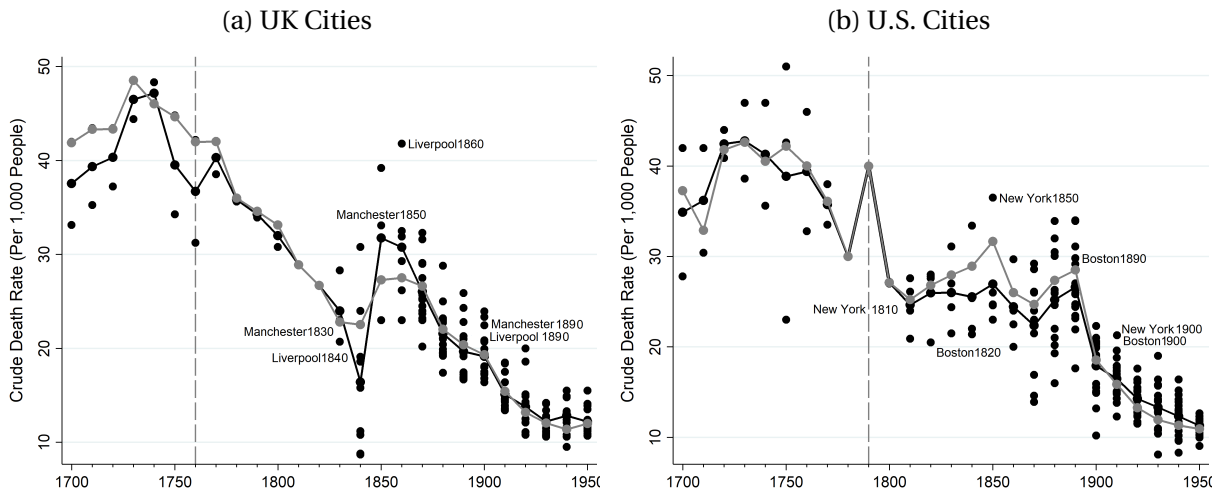 (a) UK Cities
Crude Death Rate (Per 1,000 People)
50
40
30
20
10
Liverpool1860
Manchester1850
Manchester1830
Liverpool1840
Manchester1890
Liverpool 1890
1700
1750
1800
1850
1900
1950
(b) U.S. Cities
Crude Death Rate (Per 1,000 People)
50
40
30
20
10
New York1850
Boston1890
New York 1810
Boston1820
New York1900
Boston1900
1700
1750
1800
1850
1900
1950